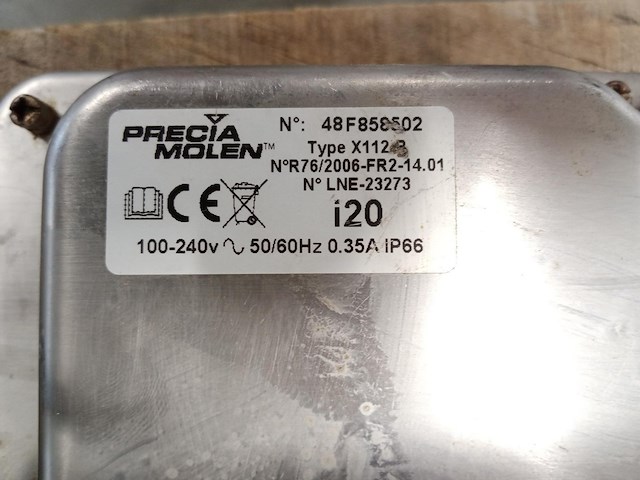 PRECIA MOLEN™
N°: 48F858502
Type X112-B
N°R76/2006-FR2-14.01
N° LNE-23273
CE
i20
100-240v 50/60Hz 0.35A IP66